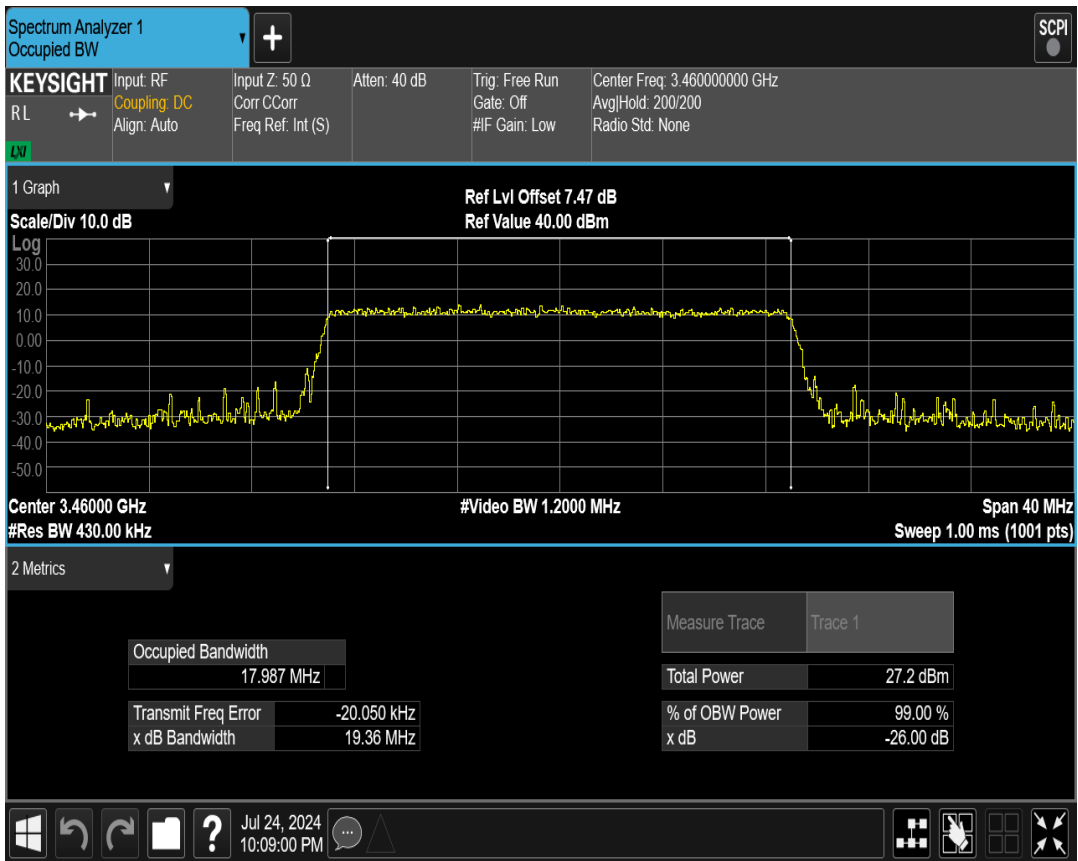 Spectrum Analyzer 1
Occupied BW
SCPI
KEYSIGHT
RL
LXI
Input: RF
Coupling: DC
Align: Auto
Input Z: 50 Ω
Corr CCorr
Freq Ref: Int (S)
Atten: 40 dB
Trig: Free Run
Gate: Off
#IF Gain: Low
Center Freq: 3.460000000 GHz
Avg|Hold: 200/200
Radio Std: None
1 Graph
Ref Lvl Offset 7.47 dB
Scale/Div 10.0 dB
Ref Value 40.00 dBm
Log
30.0
20.0
10.0
0.00
-10.0
-20.0
-30.0
-40.0
-50.0
Center 3.46000 GHz
#Video BW 1.2000 MHz
Span 40 MHz
#Res BW 430.00 kHz
Sweep 1.00 ms (1001 pts)
2 Metrics
Measure Trace
Trace 1
Occupied Bandwidth
17.987 MHz
Total Power
27.2 dBm
Transmit Freq Error
-20.050 kHz
% of OBW Power
99.00 %
x dB Bandwidth
19.36 MHz
x dB
-26.00 dB
?
Jul 24, 2024
10:09:00 PM